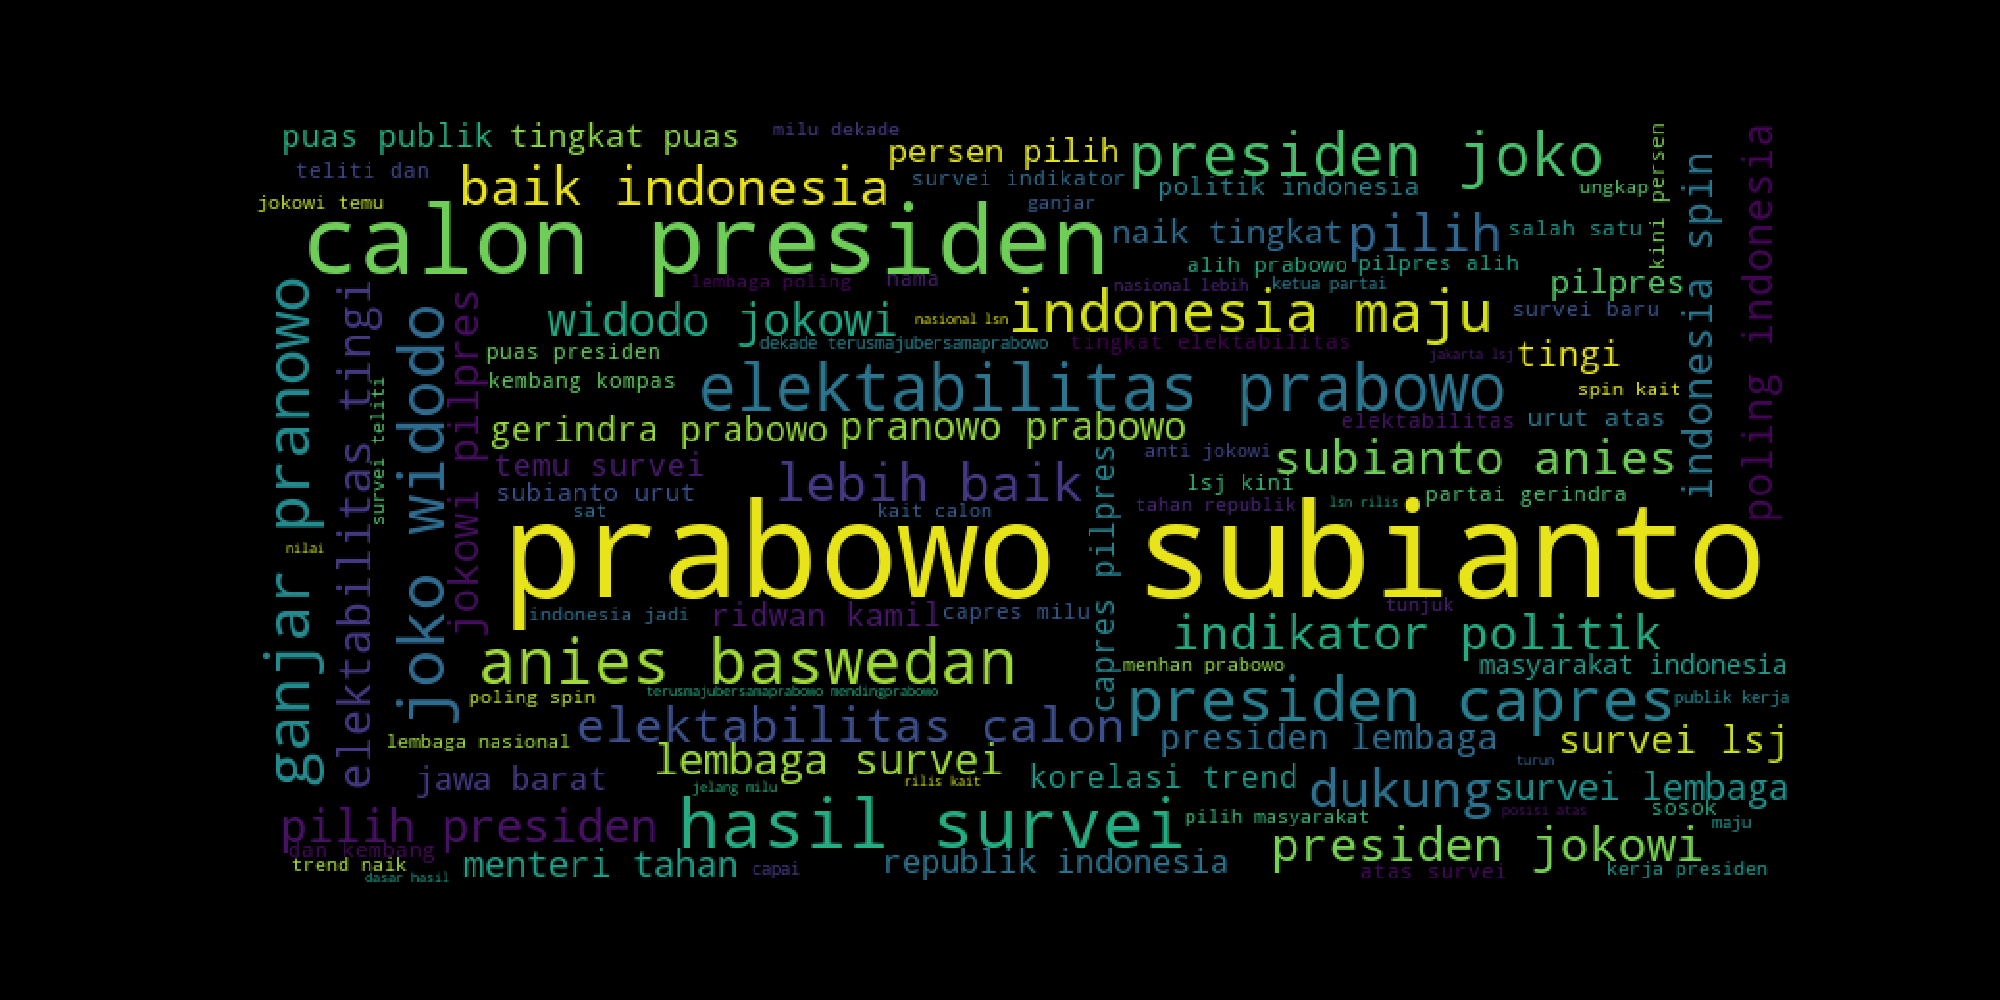 puas publik
tingkat puas
milu dekade
persen pilih
presiden joko
teliti dan
baik indonesia
survei indikator
politik indonesia
ungkap
kini persen
jokowi temu
ganjar
calon presiden
naik tingkat
pilih
salah satu
indonesia spin
poling indonesia
alih prabowo
pilpres alih
lembaga poling
nama
nasional lebih
ketua partai
pilpres
ganjar pranowo
elektabilitas tingi
joko widodo
jokowi pilpres
widodo jokowi
nasional lsn
indonesia maju
survei baru
dekade terusmajubersamaprabowo
tingkat elektabilitas
puas presiden
jakarta lsj
tingi
kembang kompas
elektabilitas prabowo
spin kait
survei teliti
gerindra prabowo
pranowo prabowo
elektabilitas
urut atas
temu survei
anti jokowi
subianto anies
lebih baik
lsj kini
subianto urut
partai gerindra
tahan republik
lsn rilis
sat
kait calon
capres pilpres
prabowo subianto
nilai
indonesia jadi
ridwan kamil
capres milu
tunjuk
indikator politik
anies baswedan
menhan prabowo
masyarakat indonesia
poling spin
terusmajubersamaprabowo mendingprabowo
presiden capres
publik kerja
elektabilitas calon
lembaga nasional
presiden lembaga
survei lsj
lembaga survei
turun
jawa barat
rilis kait
korelasi trend
dukung
survei lembaga
jelang milu
posisi atas
sosok
pilih presiden
hasil survei
pilih masyarakat
maju
dan kembang
presiden jokowi
trend naik
menteri tahan
capai
republik indonesia
atas survei
kerja presiden
dasar hasil